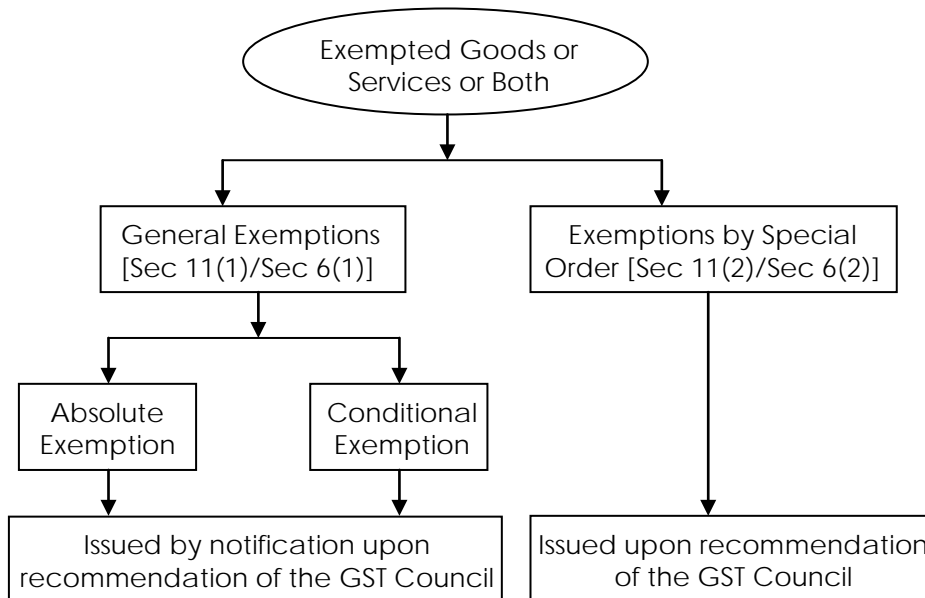 Exempted Goods or
Services or Both
General Exemptions
[Sec 11(1)/Sec 6(1)]
Exemptions by Special
Order [Sec 11(2)/Sec 6(2)]
Absolute
Exemption
Conditional
Exemption
Issued by notification upon
recommendation of the GST Council
Issued upon recommendation
of the GST Council